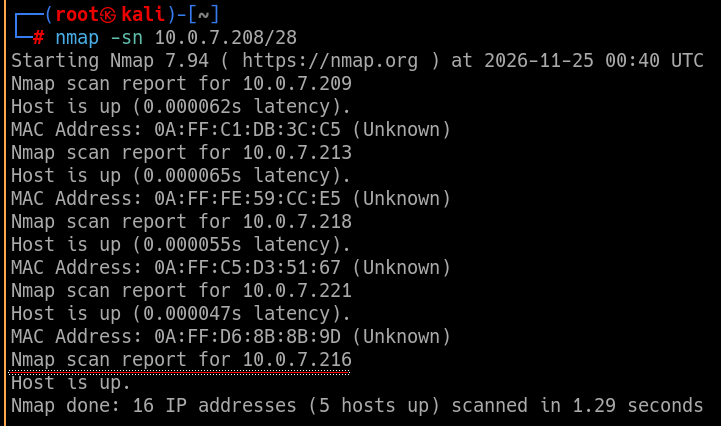 ┌──(root㉿kali)-[~]
└─# nmap -sn 10.0.7.208/28
Starting Nmap 7.94 ( https://nmap.org ) at 2026-11-25 00:40 UTC
Nmap scan report for 10.0.7.209
Host is up (0.000062s latency).
MAC Address: 0A:FF:C1:DB:3C:C5 (Unknown)
Nmap scan report for 10.0.7.213
Host is up (0.000065s latency).
MAC Address: 0A:FF:FE:59:CC:E5 (Unknown)
Nmap scan report for 10.0.7.218
Host is up (0.000055s latency).
MAC Address: 0A:FF:C5:D3:51:67 (Unknown)
Nmap scan report for 10.0.7.221
Host is up (0.000047s latency).
MAC Address: 0A:FF:D6:8B:8B:9D (Unknown)
Nmap scan report for 10.0.7.216
Host is up.
Nmap done: 16 IP addresses (5 hosts up) scanned in 1.29 seconds